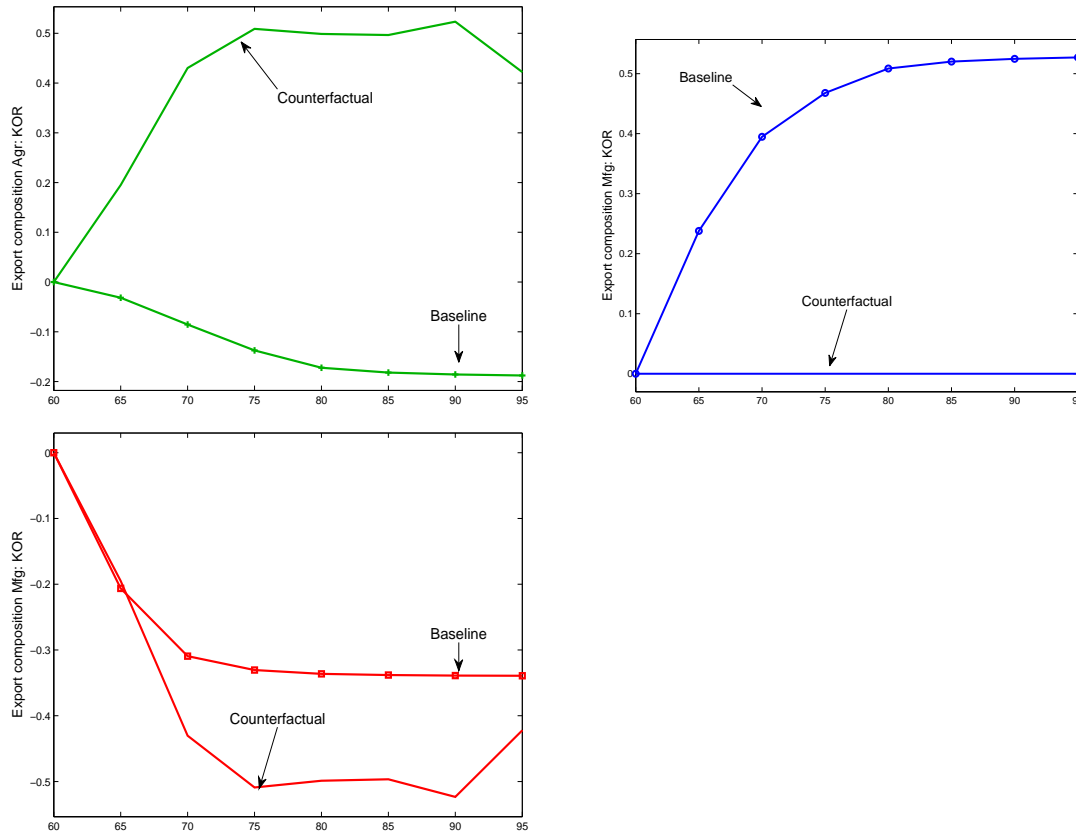 Export composition Agr: KOR
0.5
0.4
0.3
0.2
0.1
0
−0.1
−0.2
60 65 70 75 80 85 90 95
Counterfactual
Baseline
Export composition Mfg: KOR
0.5
0.4
0.3
0.2
0.1
0
60 65 70 75 80 85 90
Baseline
Counterfactual
Export composition Mfg: KOR
0
−0.1
−0.2
−0.3
−0.4
−0.5
60 65 70 75 80 85 90 95
Baseline
Counterfactual